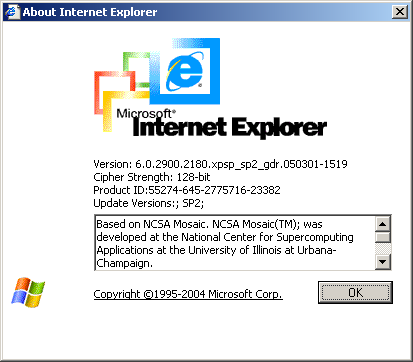 About Internet Explorer
Microsoft®
Internet Explorer
Version: 6.0.2900.2180.xpsp_sp2_gdr.050301-1519
Cipher Strength: 128-bit
Product ID:55274-645-2775716-23382
Update Versions:; SP2;
Based on NCSA Mosaic. NCSA Mosaic(TM); was
developed at the National Center for Supercomputing
Applications at the University of Illinois at Urbana-
Champaign.
Copyright ©1995-2004 Microsoft Corp.
OK